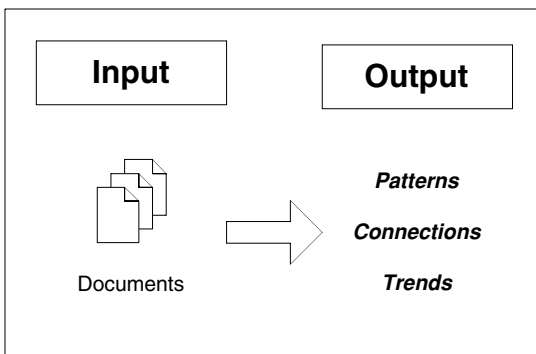 Input
Output
Patterns
Connections
Documents
Trends